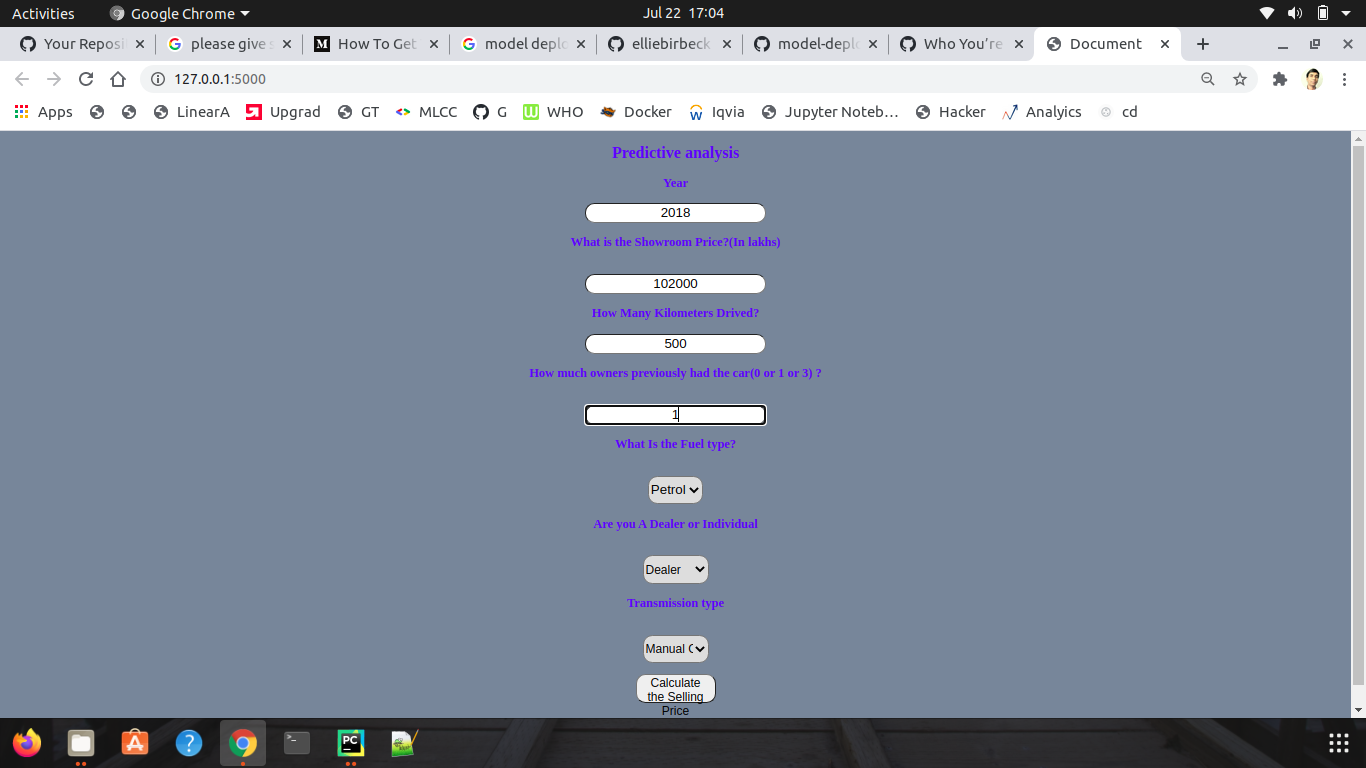 Activities Google Chrome Jul 22 17:04
Your Reposi please give s How To Get model deplo elliebirbeck model-deplo Who You're Document
127.0.0.1:5000
Apps LinearA Upgrad GT MLCC G WHO Docker Iqvia Jupyter Noteb… Hacker Analyics cd
Predictive analysis
Year
2018
What is the Showroom Price?(In lakhs)
102000
How Many Kilometers Drived?
500
How much owners previously had the car(0 or 1 or 3) ?
1
What Is the Fuel type?
Petrol
Are you A Dealer or Individual
Dealer
Transmission type
Manual C
Calculate
the Selling
Price